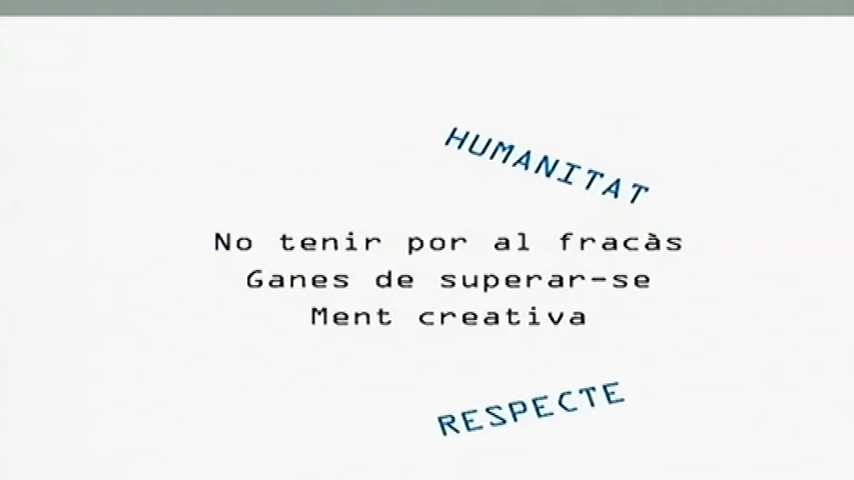 HUMANITAT
No tenir por al fracàs
Ganes de superar-se
Ment creativa
RESPECTE